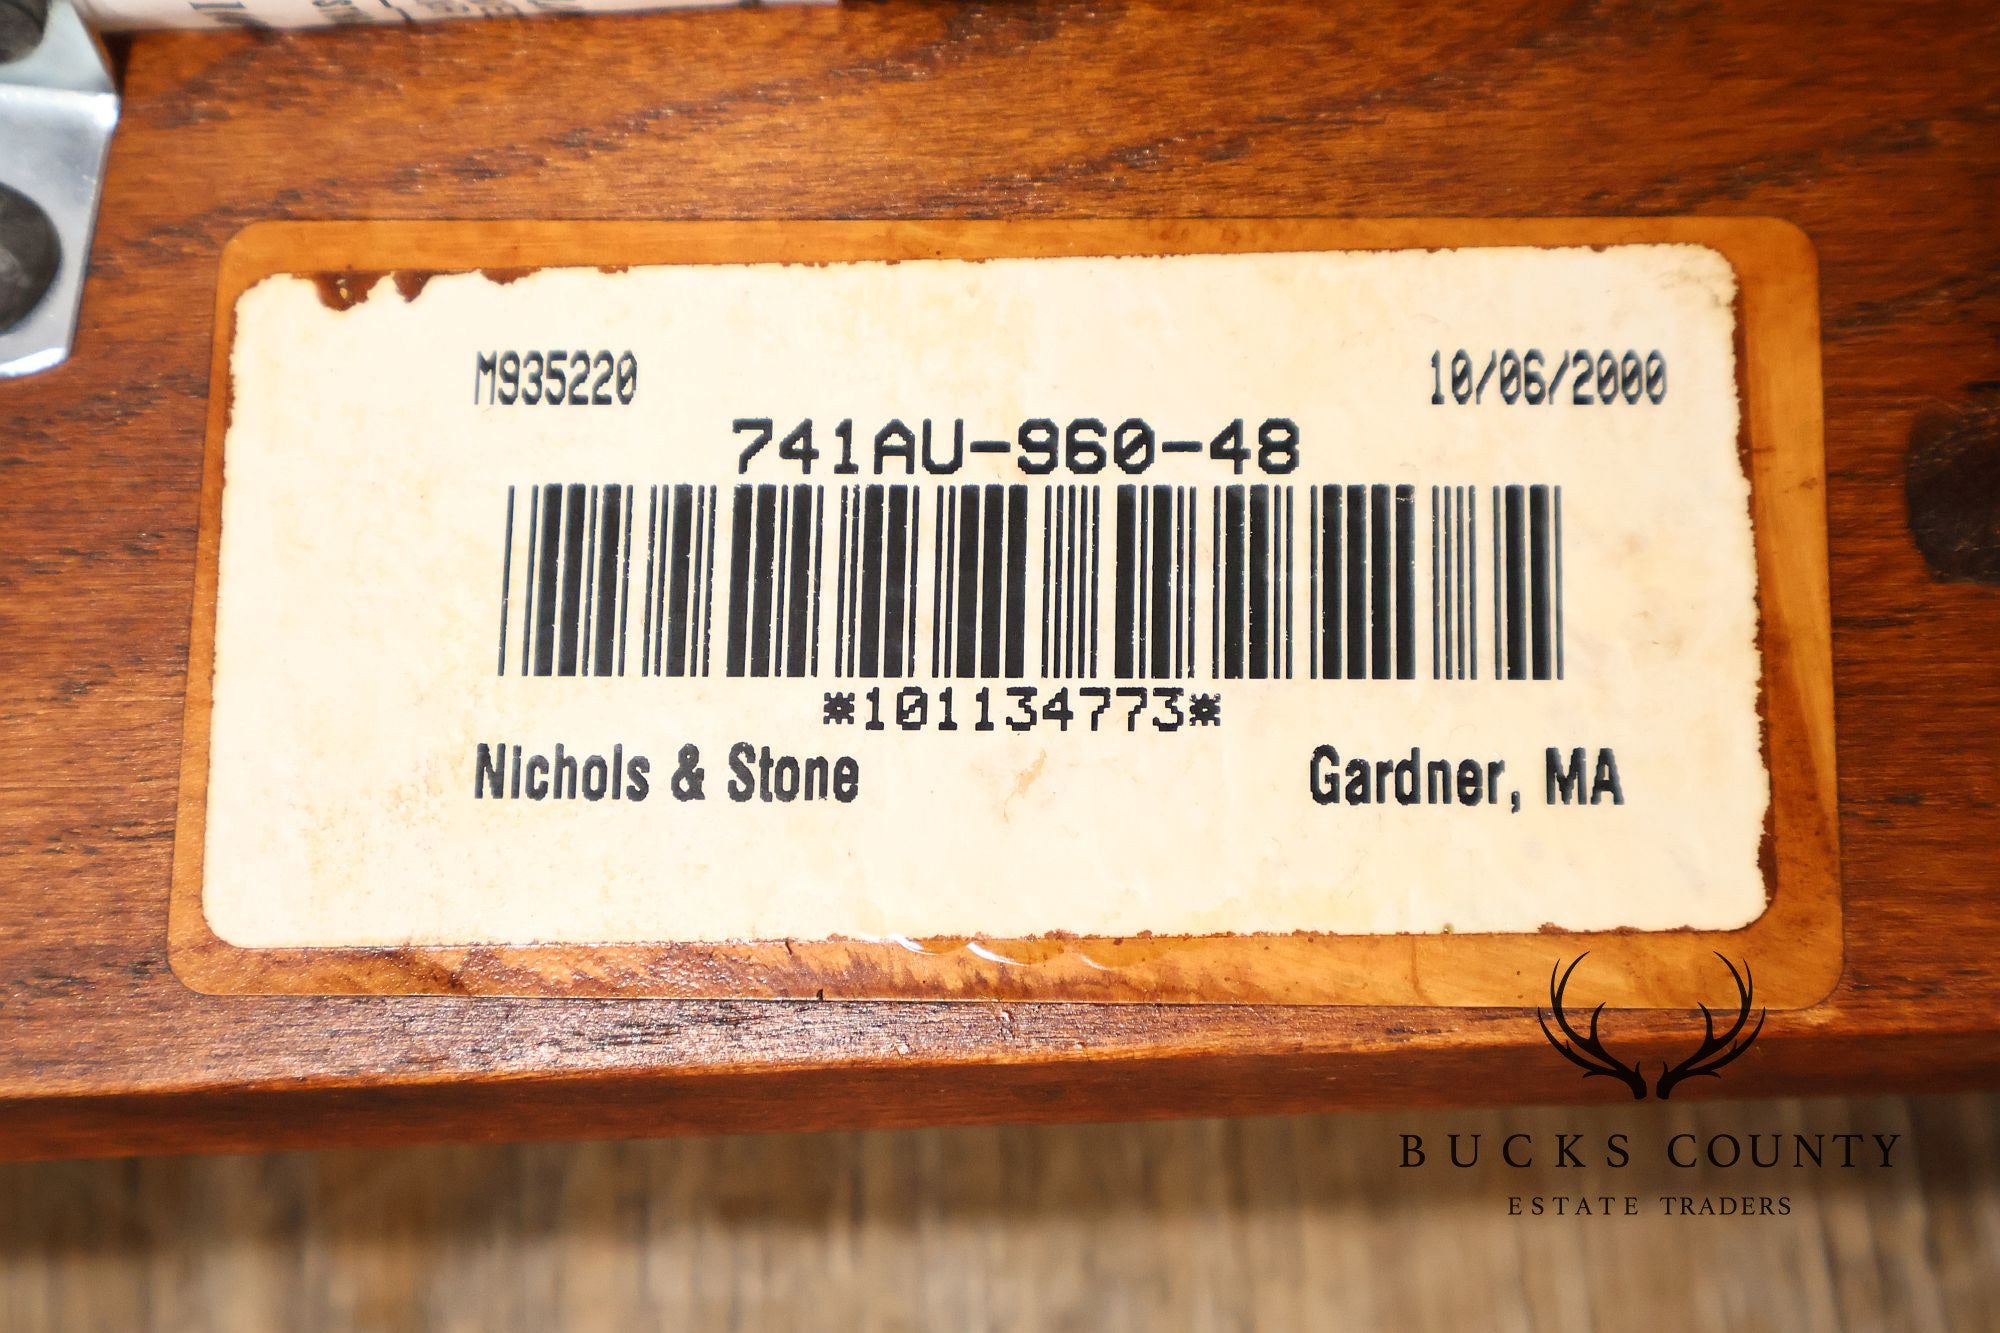 M935220 10/06/2000
741AU-960-48
*101134773*
Nichols & Stone Gardner, MA
BUCKS COUNTY
ESTATE TRADERS